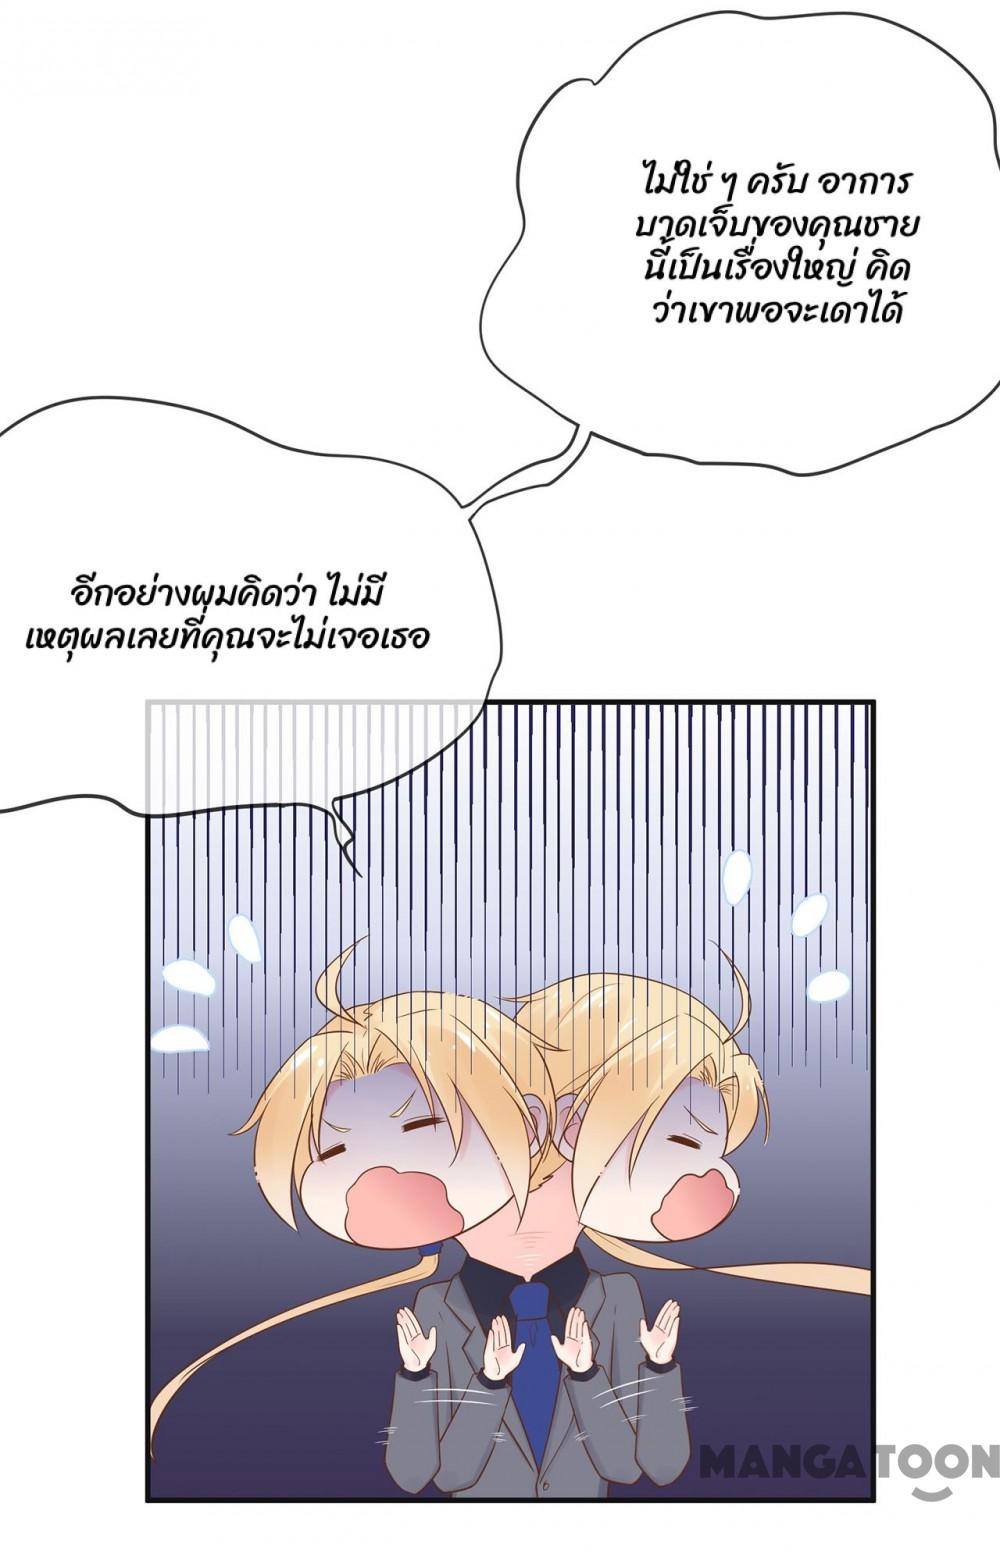 ไม่ใช่ ๆ ครับ อาการ
บาดเจ็บของคุณชาย
นี้เป็นเรื่องใหญ่ คิด
ว่าเขาพอจะเดาได้
อีกอย่างผมคิดว่า ไม่มี
เหตุผลเลยที่คุณจะไม่เจอเธอ
MANGATOON